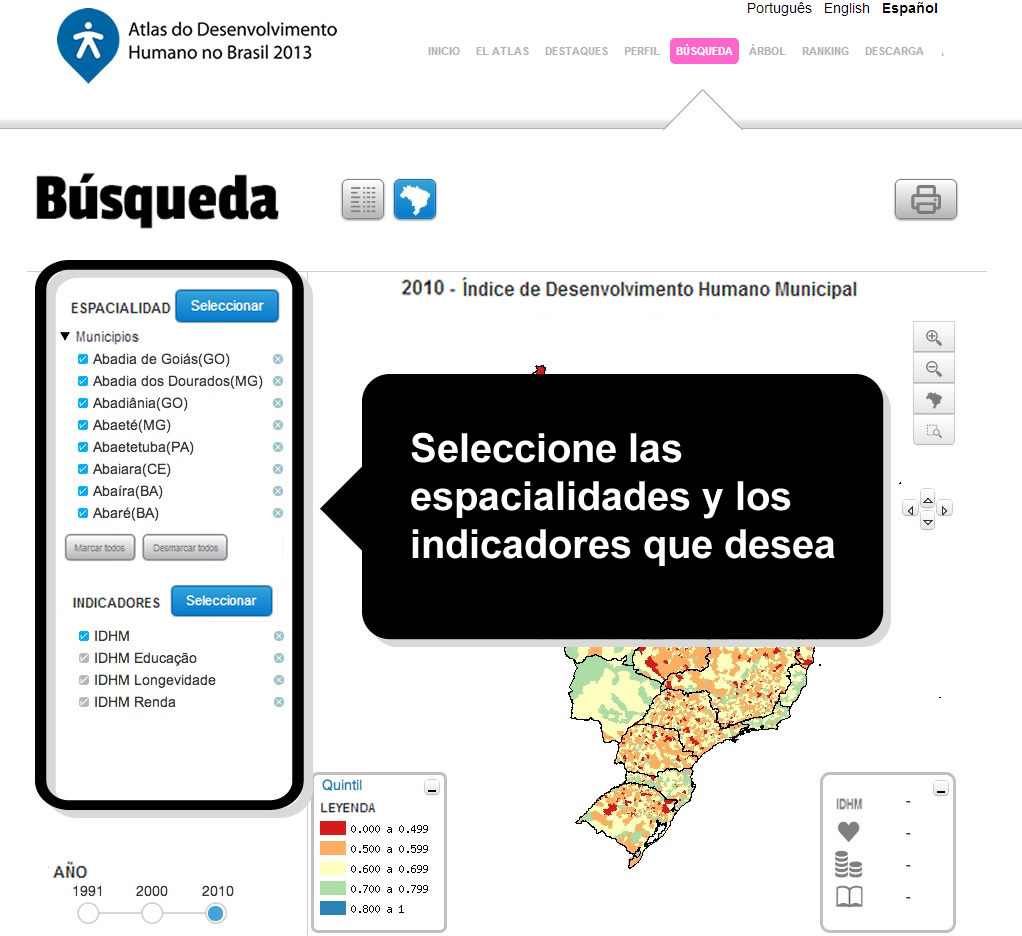 Português English Español
Atlas do Desenvolvimento
Humano no Brasil 2013
INICIO EL ATLAS DESTAQUES PERFIL BÚSQUEDA ÁRBOL RANKING DESCARGA
Búsqueda
2010 - Índice de Desenvolvimento Humano Municipal
ESPACIALIDAD Seleccionar
Municipios
Abadia de Goiás(GO)
Abadia dos Dourados(MG)
Abadiânia(GO)
Abaeté(MG)
Abaetetuba(PA)
Abaiara(CE)
Abaíra(BA)
Abaré(BA)
Marcar todos Desmarcar todos
INDICADORES Seleccionar
IDHM
IDHM Educação
IDHM Longevidade
IDHM Renda
Seleccione las
espacialidades y los
indicadores que desea
Quintil
LEYENDA
0.000 a 0.499
0.500 a 0.599
0.600 a 0.699
0.700 a 0.799
0.800 a 1
IDHM -
-
-
-
AÑO
1991 2000 2010